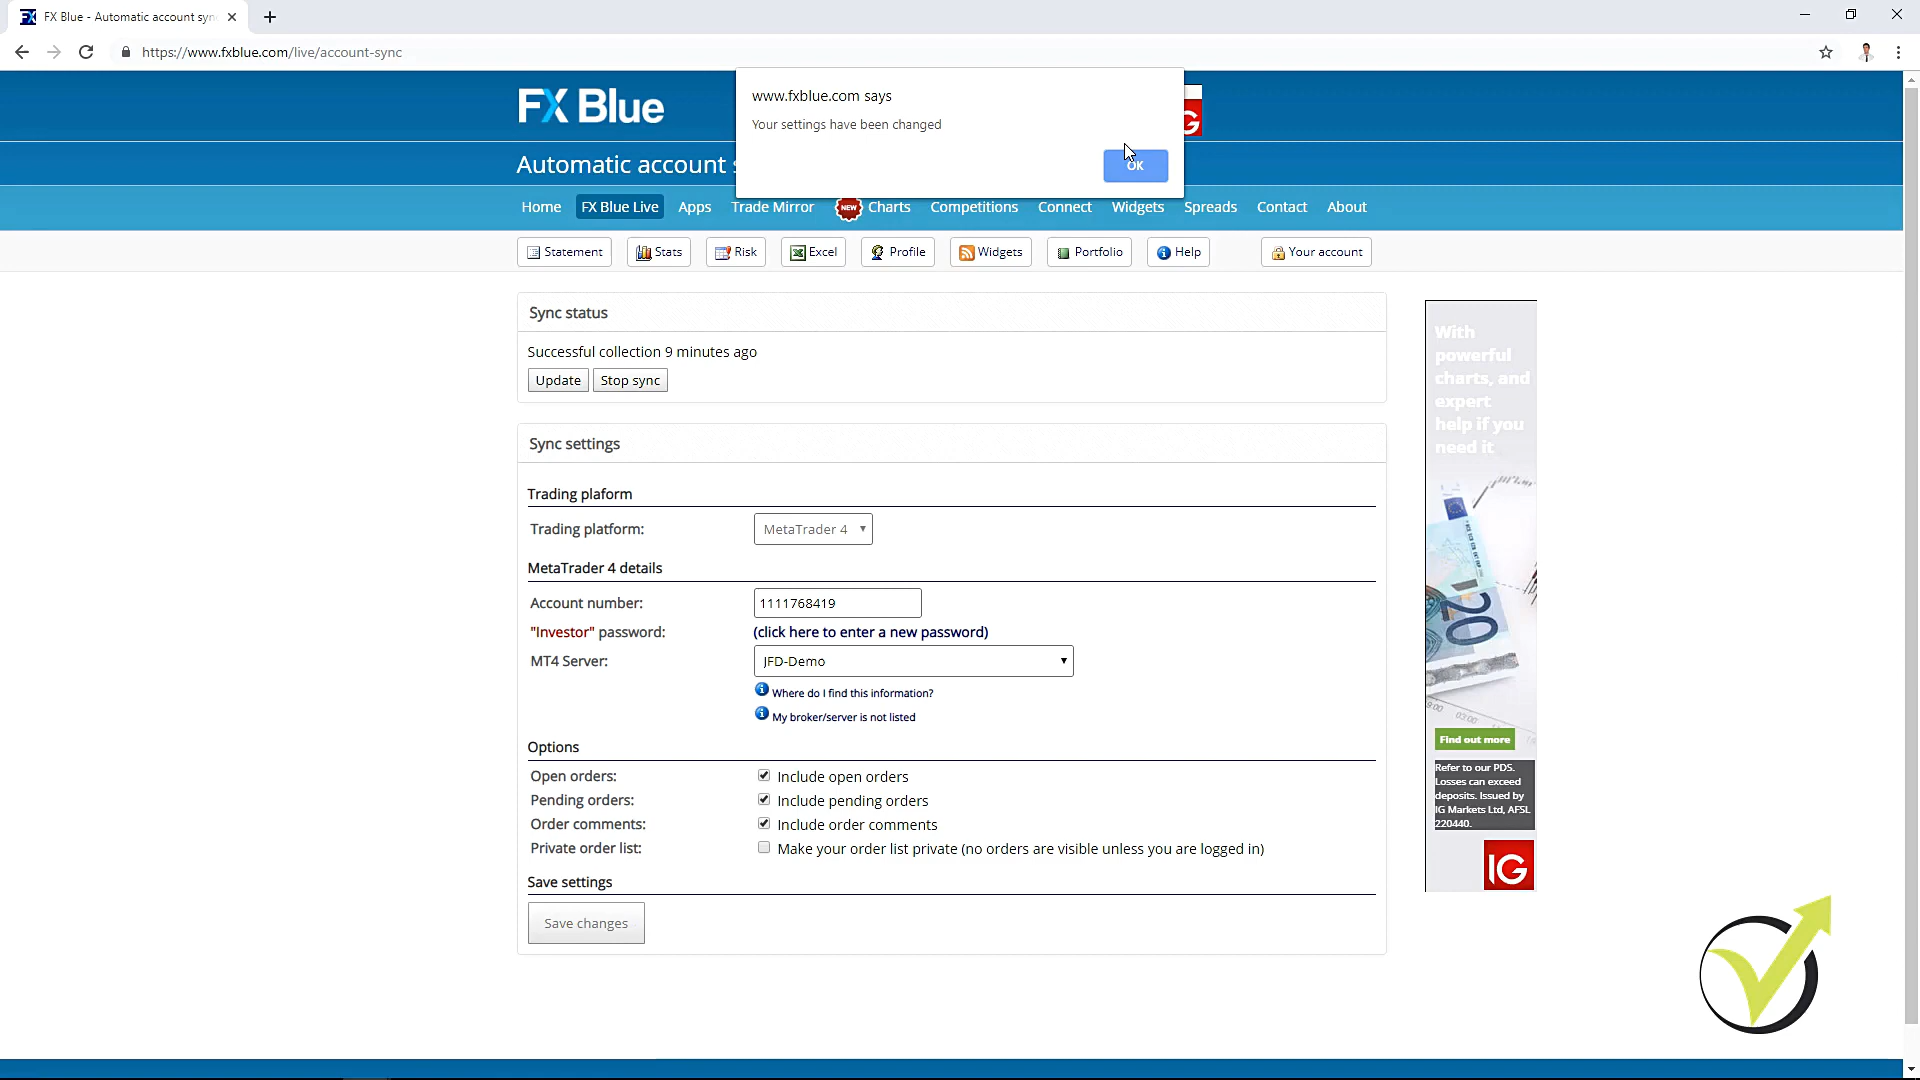 FX Blue - Automatic account syn
https://www.fxblue.com/live/account-sync
www.fxblue.com says
Your settings have been changed
OK
FX Blue
Automatic account
Home FX Blue Live Apps Trade Mirror NEW Charts Competitions Connect Widgets Spreads Contact About
Statement Stats Risk Excel Profile Widgets Portfolio Help Your account
Sync status
Successful collection 9 minutes ago
Update Stop sync
Sync settings
Trading plaform
Trading platform: MetaTrader 4
MetaTrader 4 details
Account number: 1111768419
"Investor" password: (click here to enter a new password)
MT4 Server: JFD-Demo
Where do I find this information?
My broker/server is not listed
Options
Open orders: Include open orders
Pending orders: Include pending orders
Order comments: Include order comments
Private order list: Make your order list private (no orders are visible unless you are logged in)
Save settings
Save changes
With
powerful
charts, and
expert
help if you
need it
20
Find out more
Refer to our PDS.
Losses can exceed
deposits. Issued by
IG Markets Ltd, AFSL
220440.
IG